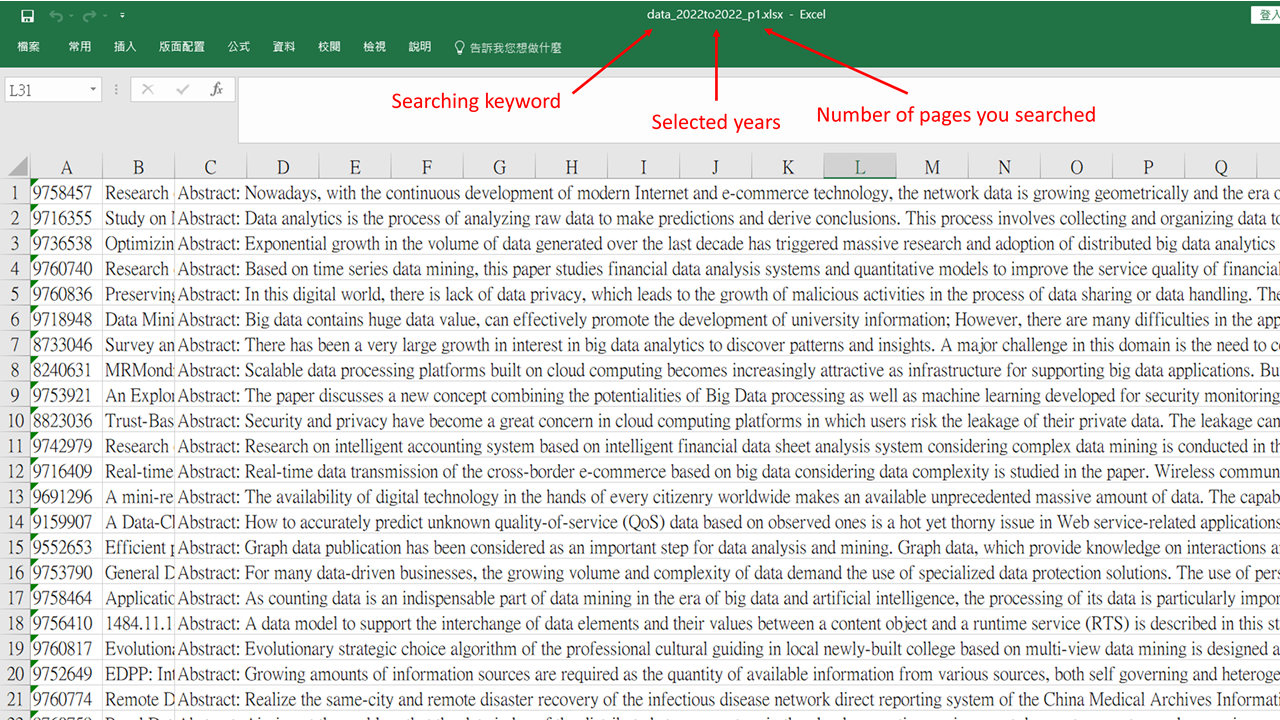 data_2022to2022_p1.xlsx - Excel
登入
檔案 常用 插入 版面配置 公式 資料 校閱 檢視 說明 告訴我您想做什麼
L31 fx
Searching keyword
Selected years
Number of pages you searched
A B C D E F G H I J K L M N O P Q
1 9758457 Research Abstract: Nowadays, with the continuous development of modern Internet and e-commerce technology, the network data is growing geometrically and the era
2 9716355 Study on Abstract: Data analytics is the process of analyzing raw data to make predictions and derive conclusions. This process involves collecting and organizing data
3 9736538 Optimizin Abstract: Exponential growth in the volume of data generated over the last decade has triggered massive research and adoption of distributed big data analytics
4 9760740 Research Abstract: Based on time series data mining, this paper studies financial data analysis systems and quantitative models to improve the service quality of financial
5 9760836 Preserving Abstract: In this digital world, there is lack of data privacy, which leads to the growth of malicious activities in the process of data sharing or data handling. The
6 9718948 Data Mini Abstract: Big data contains huge data value, can effectively promote the development of university information; However, there are many difficulties in the app
7 8733046 Survey an Abstract: There has been a very large growth in interest in big data analytics to discover patterns and insights. A major challenge in this domain is the need to
8 8240631 MRMond Abstract: Scalable data processing platforms built on cloud computing becomes increasingly attractive as infrastructure for supporting big data applications. Bu
9 9753921 An Explor Abstract: The paper discusses a new concept combining the potentialities of Big Data processing as well as machine learning developed for security monitoring
10 8823036 Trust-Bas Abstract: Security and privacy have become a great concern in cloud computing platforms in which users risk the leakage of their private data. The leakage can
11 9742979 Research Abstract: Research on intelligent accounting system based on intelligent financial data sheet analysis system considering complex data mining is conducted in th
12 9716409 Real-time Abstract: Real-time data transmission of the cross-border e-commerce based on big data considering data complexity is studied in the paper. Wireless commun
13 9691296 A mini-re Abstract: The availability of digital technology in the hands of every citizenry worldwide makes an available unprecedented massive amount of data. The capab
14 9159907 A Data-Cl Abstract: How to accurately predict unknown quality-of-service (QoS) data based on observed ones is a hot yet thorny issue in Web service-related applications
15 9552653 Efficient Abstract: Graph data publication has been considered as an important step for data analysis and mining. Graph data, which provide knowledge on interactions
16 9753790 General D Abstract: For many data-driven businesses, the growing volume and complexity of data demand the use of specialized data protection solutions. The use of pers
17 9758464 Applicatio Abstract: As counting data is an indispensable part of data mining in the era of big data and artificial intelligence, the processing of its data is particularly impor
18 9756410 1484.11.1 Abstract: A data model to support the interchange of data elements and their values between a content object and a runtime service (RTS) is described in this st
19 9760817 Evolution Abstract: Evolutionary strategic choice algorithm of the professional cultural guiding in local newly-built college based on multi-view data mining is designed a
20 9752649 EDPP: Int Abstract: Growing amounts of information sources are required as the quantity of available information from various sources, both self governing and heteroge
21 9760774 Remote D Abstract: Realize the same-city and remote disaster recovery of the infectious disease network direct reporting system of the China Medical Archives Informat